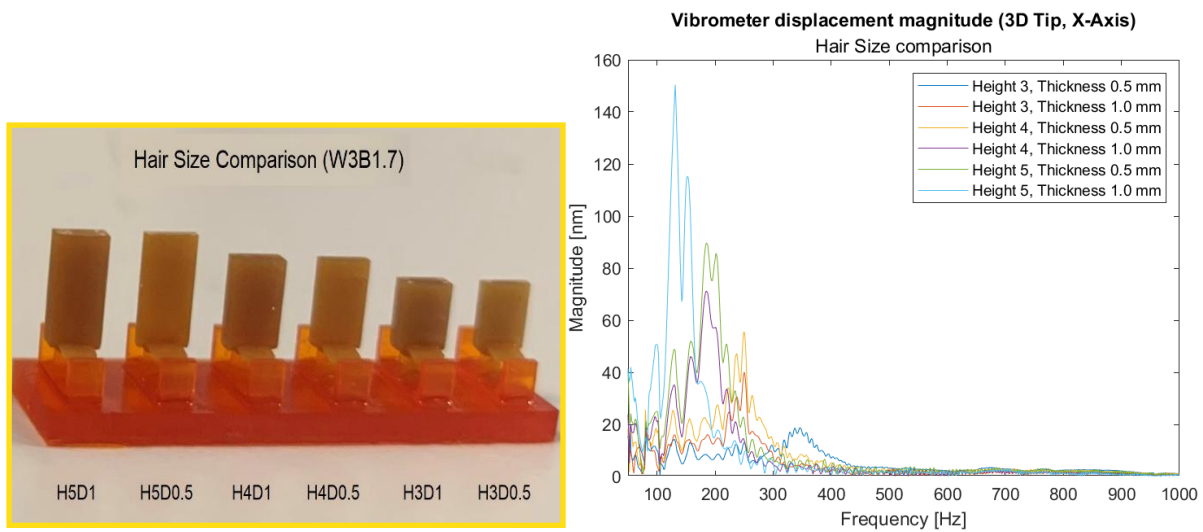 Hair Size Comparison (W3B1.7)
H5D1 H5D0.5 H4D1 H4D0.5 H3D1 H3D0.5
Vibrometer displacement magnitude (3D Tip, X-Axis)
Hair Size comparison
160
140
120
100
80
60
40
20
0
Magnitude [nm]
Height 3, Thickness 0.5 mm
Height 3, Thickness 1.0 mm
Height 4, Thickness 0.5 mm
Height 4, Thickness 1.0 mm
Height 5, Thickness 0.5 mm
Height 5, Thickness 1.0 mm
100 200 300 400 500 600 700 800 900 1000
Frequency [Hz]